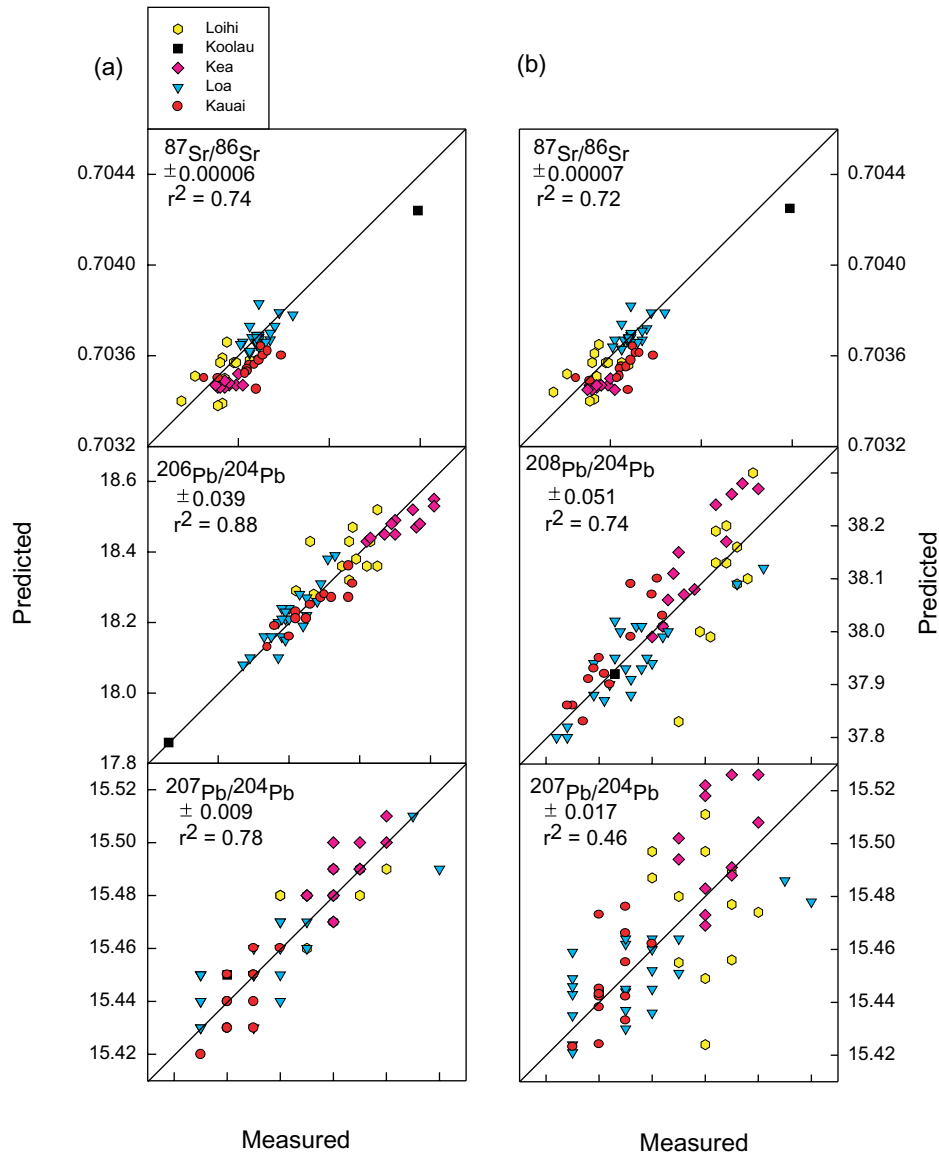 Loihi
Koolau
Kea
Loa
Kauai
(a)
(b)
87Sr/86Sr
±0.00006
r2 = 0.74
87Sr/86Sr
±0.00007
r2 = 0.72
0.7044
0.7040
0.7036
0.7032
0.7044
0.7040
0.7036
0.7032
206Pb/204Pb
±0.039
r2 = 0.88
208Pb/204Pb
±0.051
r2 = 0.74
18.6
18.4
18.2
18.0
17.8
38.2
38.1
38.0
37.9
37.8
Predicted
Predicted
207Pb/204Pb
± 0.009
r2 = 0.78
207Pb/204Pb
± 0.017
r2 = 0.46
15.52
15.50
15.48
15.46
15.44
15.42
15.52
15.50
15.48
15.46
15.44
15.42
Measured
Measured